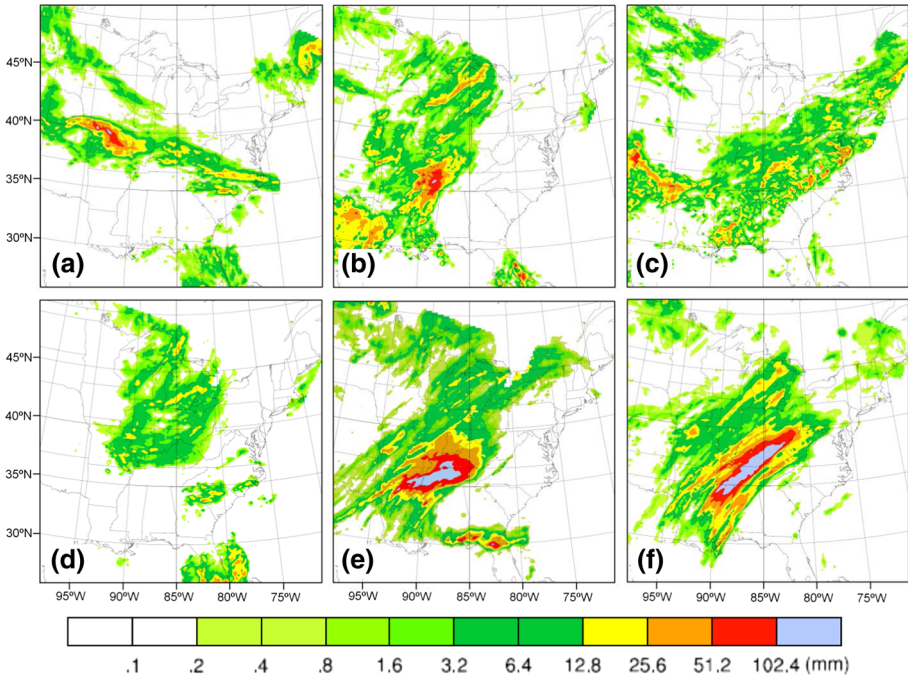 45ºN
40ºN
35ºN
30ºN
(a)
(b)
(c)
45ºN
40ºN
35ºN
30ºN
(d)
(e)
(f)
95ºW 90ºW 85ºW 80ºW 75ºW 95ºW 90ºW 85ºW 80ºW 75ºW 95ºW 90ºW 85ºW 80ºW 75ºW
.1 .2 .4 .8 1.6 3.2 6.4 12.8 25.6 51.2 102.4 (mm)